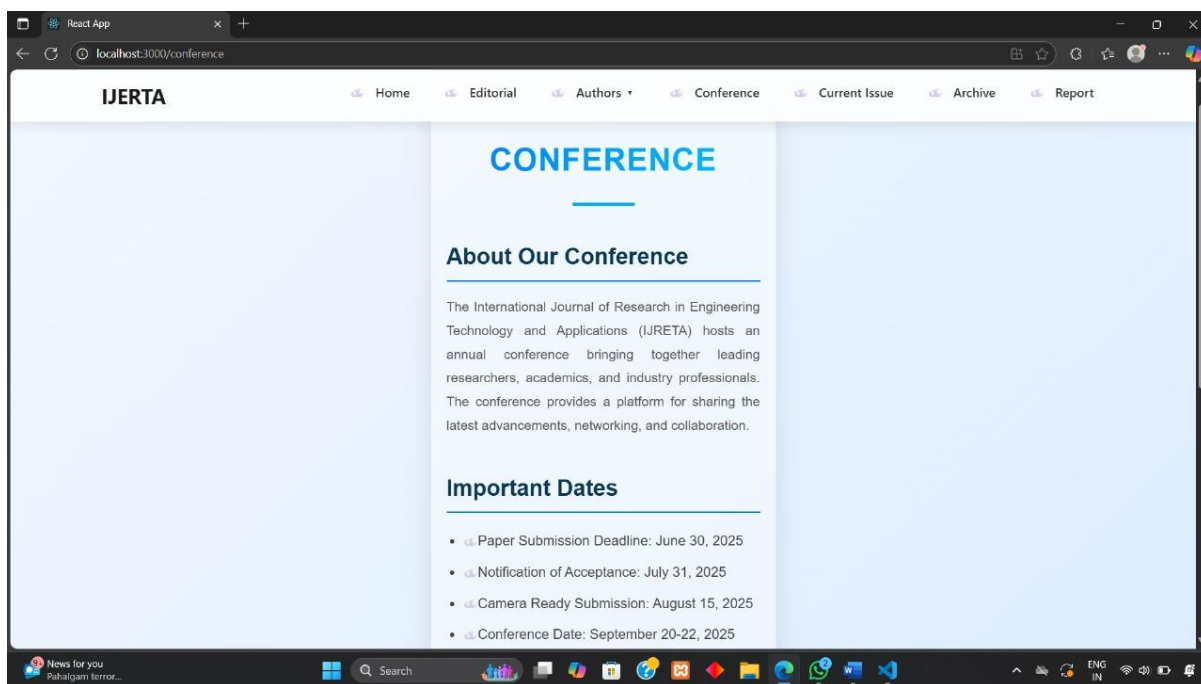 React App
localhost:3000/conference
IJERTA
Home Editorial Authors Conference Current Issue Archive Report
CONFERENCE
About Our Conference
The International Journal of Research in Engineering
Technology and Applications (IJRETA) hosts an
annual conference bringing together leading
researchers, academics, and industry professionals.
The conference provides a platform for sharing the
latest advancements, networking, and collaboration.
Important Dates
• Paper Submission Deadline: June 30, 2025
• Notification of Acceptance: July 31, 2025
• Camera Ready Submission: August 15, 2025
• Conference Date: September 20-22, 2025
News for you
Pahalgam terror...
Search
ENG
IN